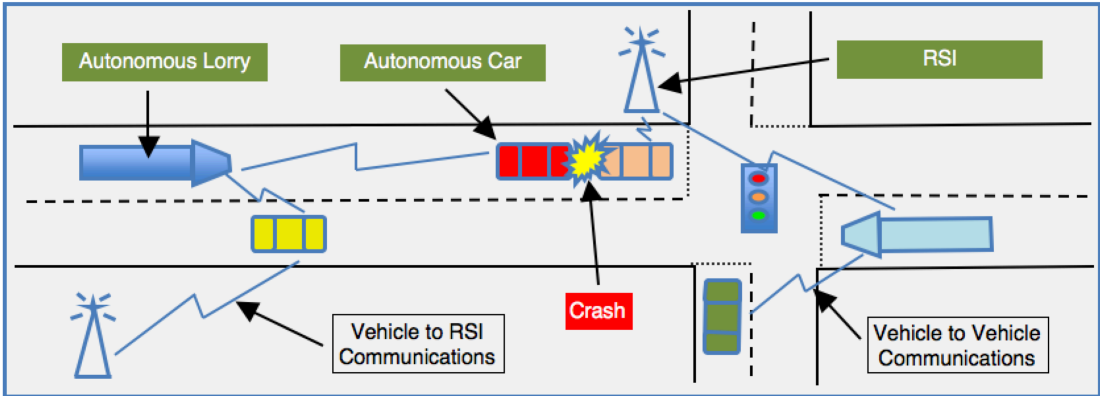 Autonomous Lorry
Autonomous Car
RSI
Crash
Vehicle to RSI
Communications
Vehicle to Vehicle
Communications